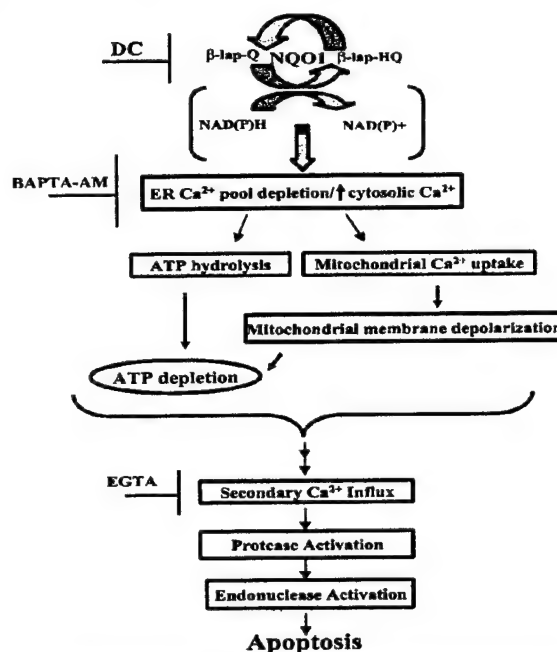 DC
β-lap-Q NQO1 β-lap-HQ
NAD(P)H NAD(P)+
BAPTA-AM
ER Ca²⁺ pool depletion/↑ cytosolic Ca²⁺
ATP hydrolysis Mitochondrial Ca²⁺ uptake
Mitochondrial membrane depolarization
ATP depletion
EGTA
Secondary Ca²⁺ Influx
Protease Activation
Endonuclease Activation
Apoptosis